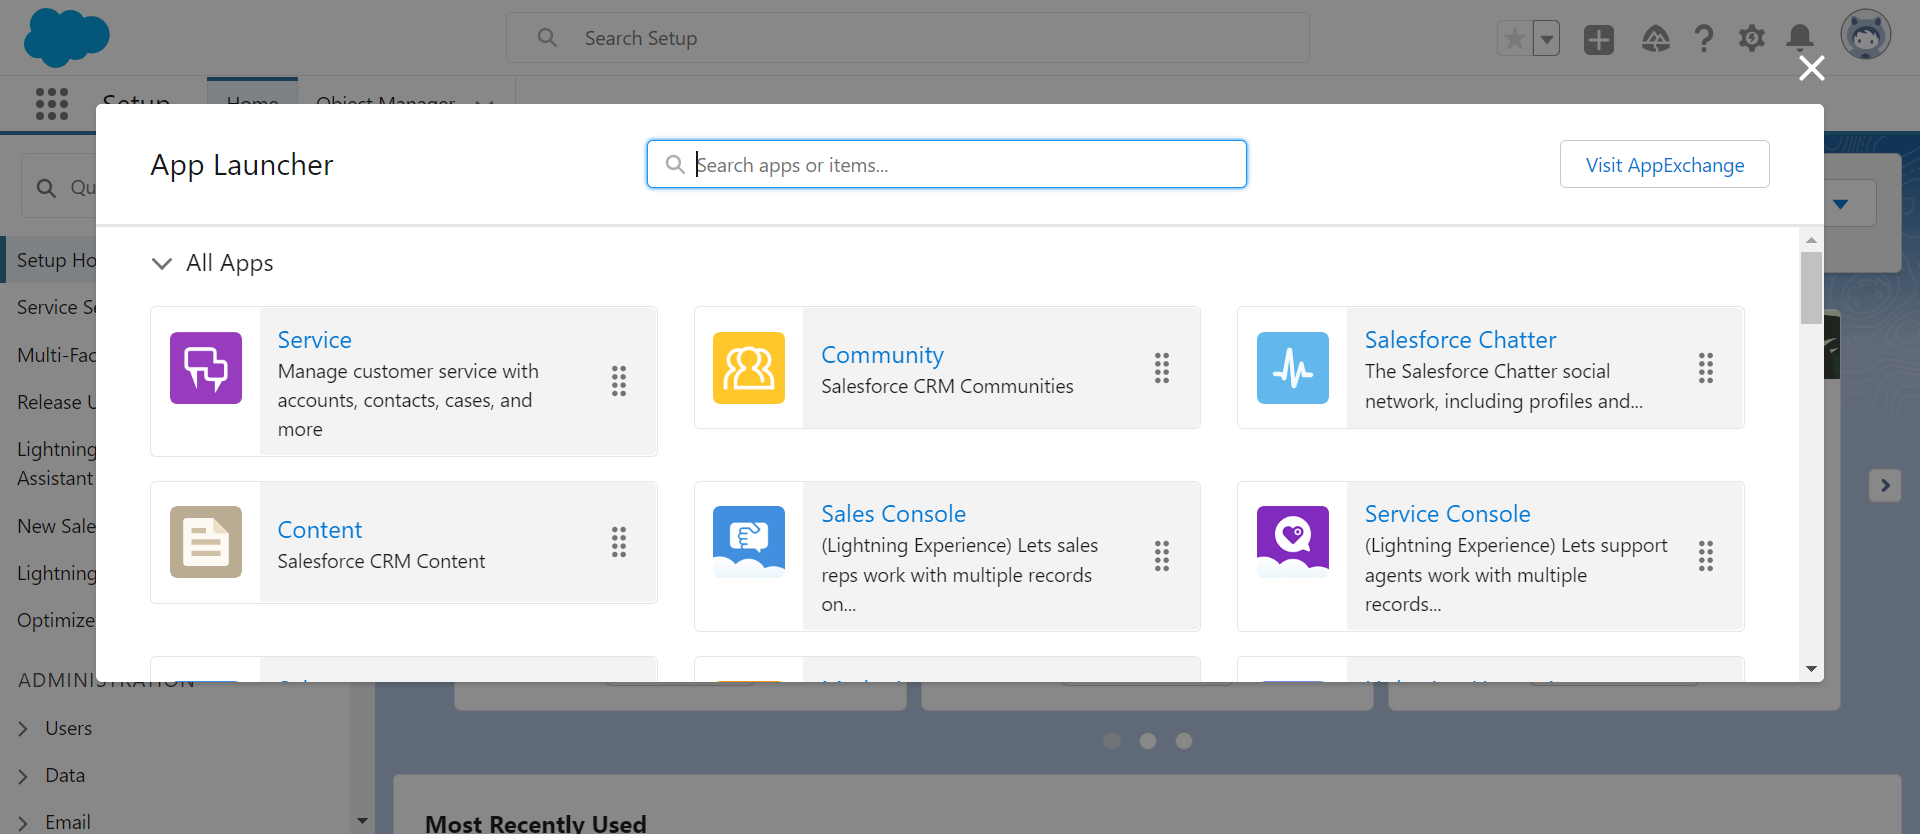 Search Setup
Setup
Home
Object Manager
App Launcher
Search apps or items...
Visit AppExchange
Qu
All Apps
Setup Ho
Service Se
Multi-Fac
Release U
Lightning
Assistant
New Sale
Lightning
Optimize
ADMINISTRATION
Users
Data
Email
Service
Manage customer service with
accounts, contacts, cases, and
more
Community
Salesforce CRM Communities
Salesforce Chatter
The Salesforce Chatter social
network, including profiles and...
Content
Salesforce CRM Content
Sales Console
(Lightning Experience) Lets sales
reps work with multiple records
on...
Service Console
(Lightning Experience) Lets support
agents work with multiple
records...
Most Recently Used